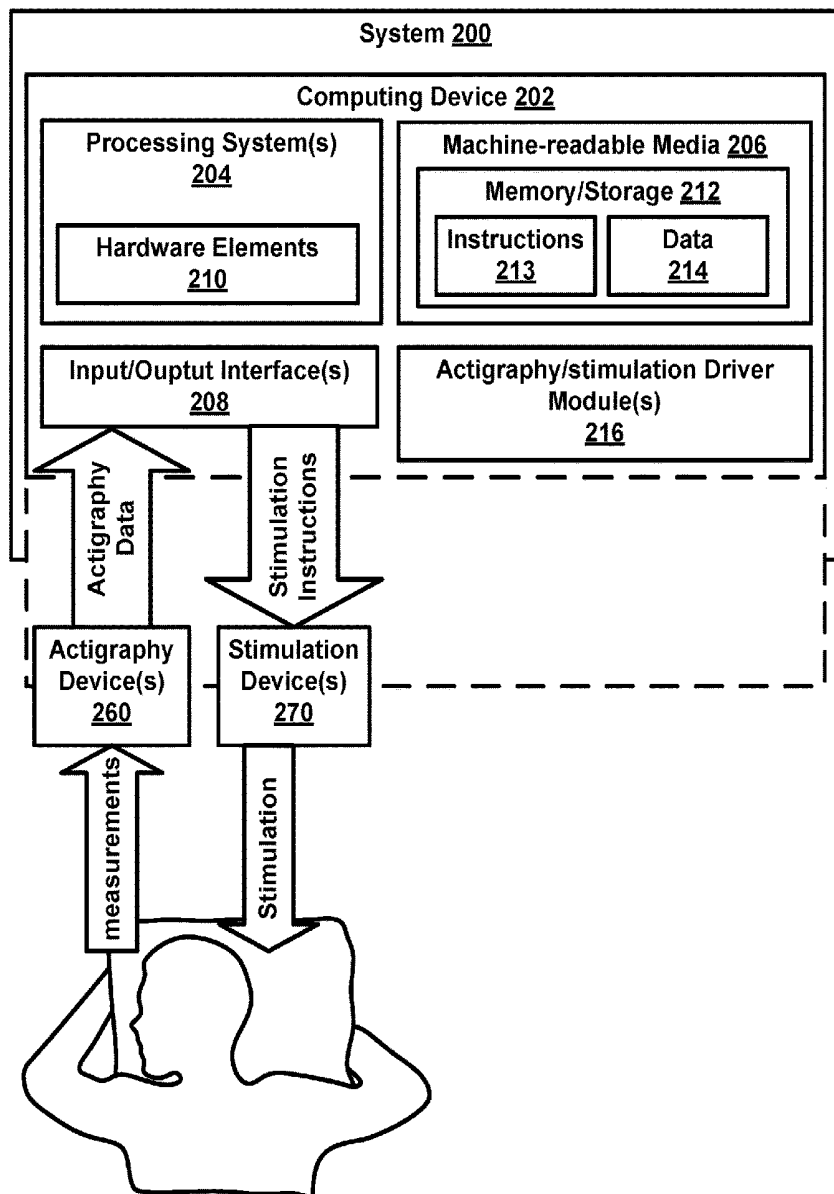 System 200
Computing Device 202
Processing System(s)
204
Hardware Elements
210
Machine-readable Media 206
Memory/Storage 212
Instructions
213
Data
214
Input/Ouptut Interface(s)
208
Actigraphy/stimulation Driver
Module(s)
216
Actigraphy
Data
Stimulation
Instructions
Actigraphy
Device(s)
260
Stimulation
Device(s)
270
measurements
Stimulation